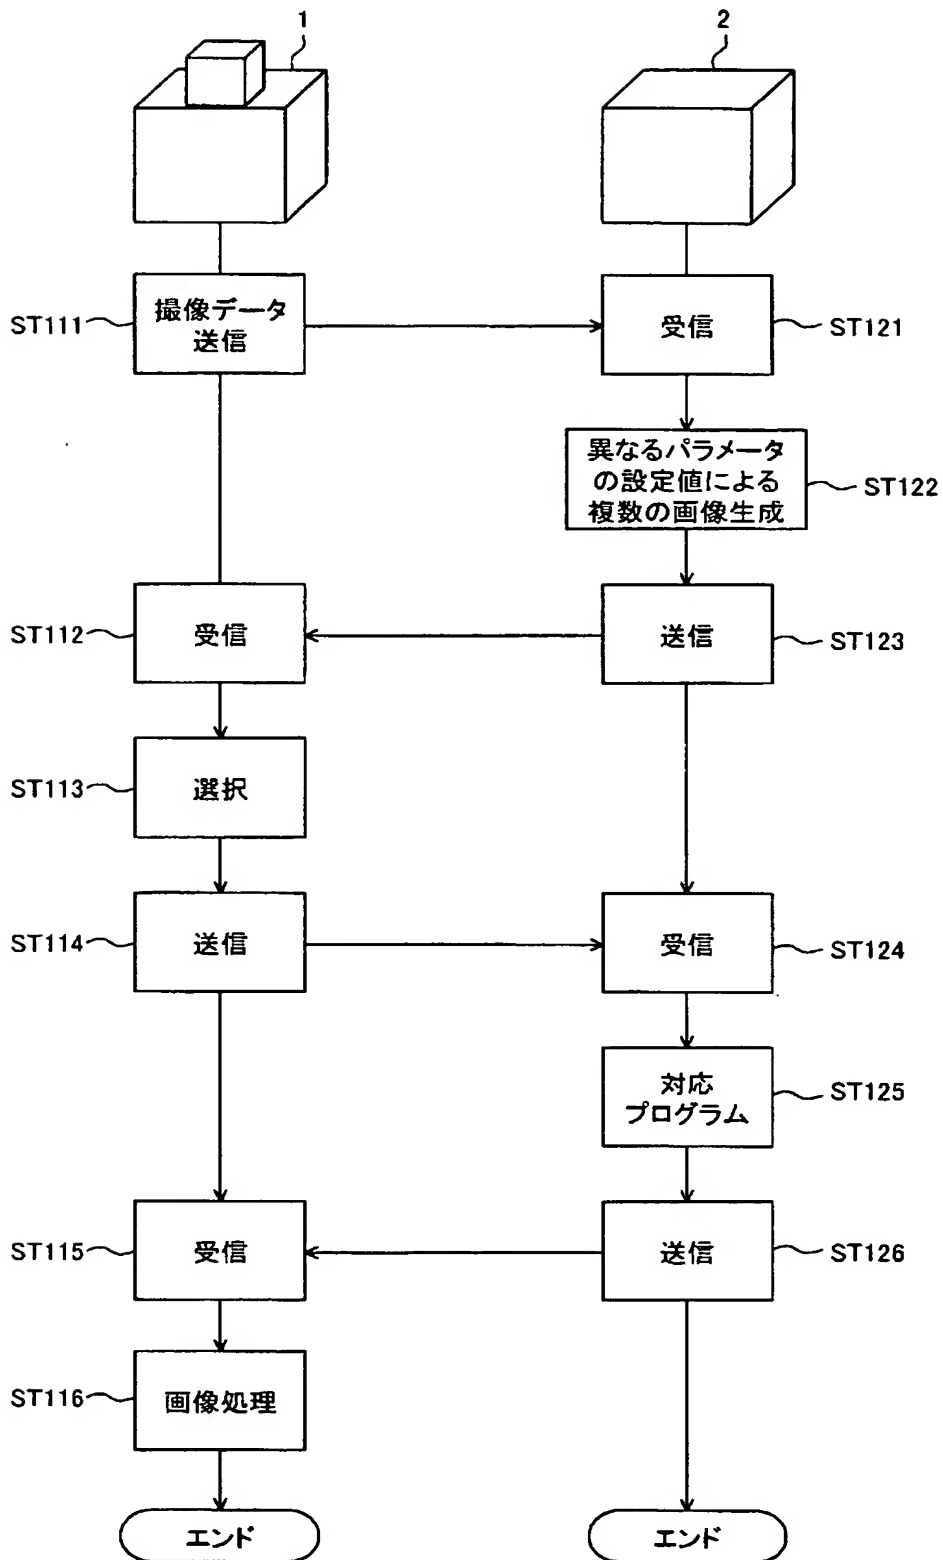 1
2
ST111
撮像データ
送信
受信
ST121
異なるパラメータ
の設定値による
複数の画像生成
ST122
ST112
受信
送信
ST123
ST113
選択
ST114
送信
受信
ST124
対応
プログラム
ST125
ST115
受信
送信
ST126
ST116
画像処理
エンド
エンド